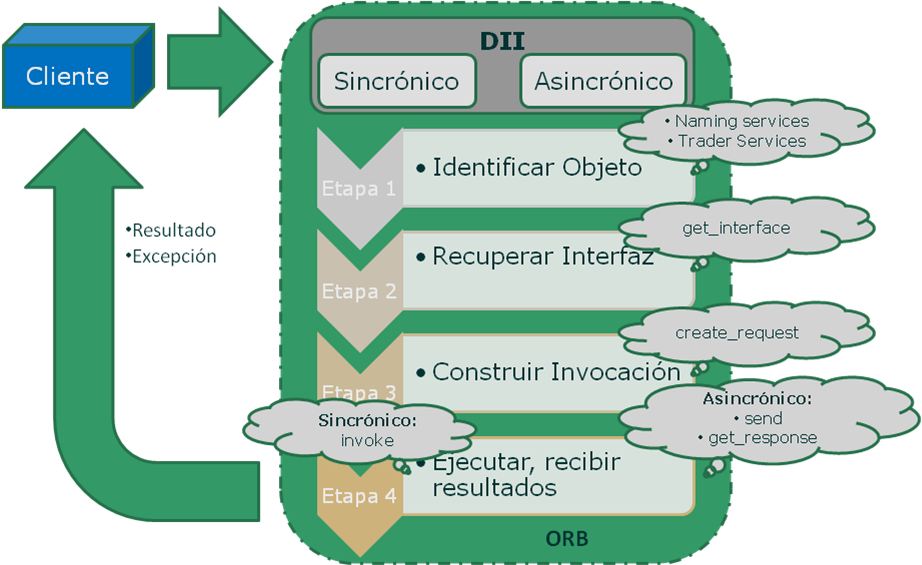 Cliente
DII
Sincrónico
Asincrónico
• Naming services
• Trader Services
Etapa 1
• Identificar Objeto
get_interface
Etapa 2
• Recuperar Interfaz
•Resultado
•Excepción
create_request
Etapa 3
• Construir Invocación
Sincrónico:
invoke
Asincrónico:
• send
• get_response
Etapa 4
• Ejecutar, recibir
resultados
ORB